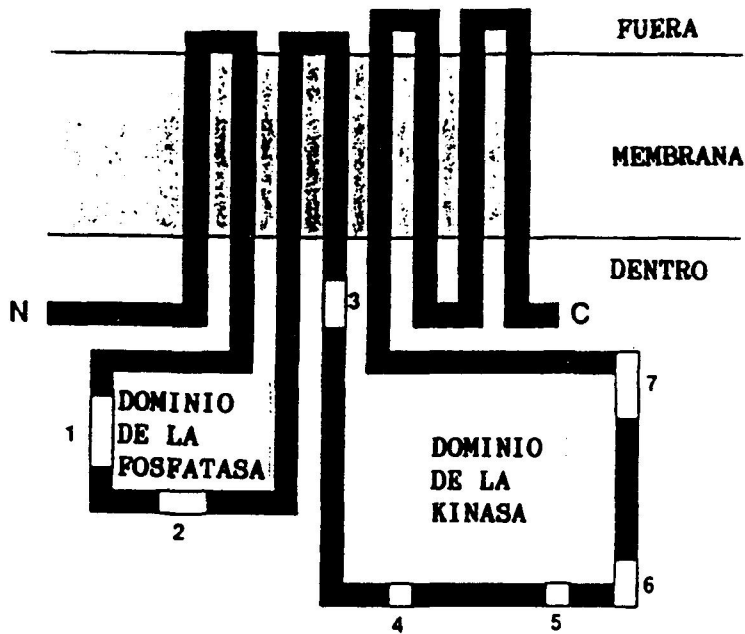 FUERA
MEMBRANA
DENTRO
N
3
C
1
DOMINIO
DE LA
FOSFATASA
2
7
DOMINIO
DE LA
KINASA
6
4
5